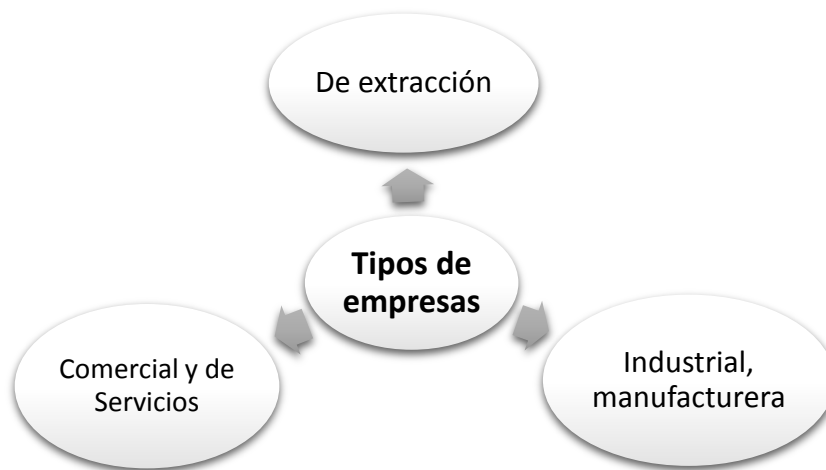 De extracción
Tipos de
empresas
Comercial y de
Servicios
Industrial,
manufacturera